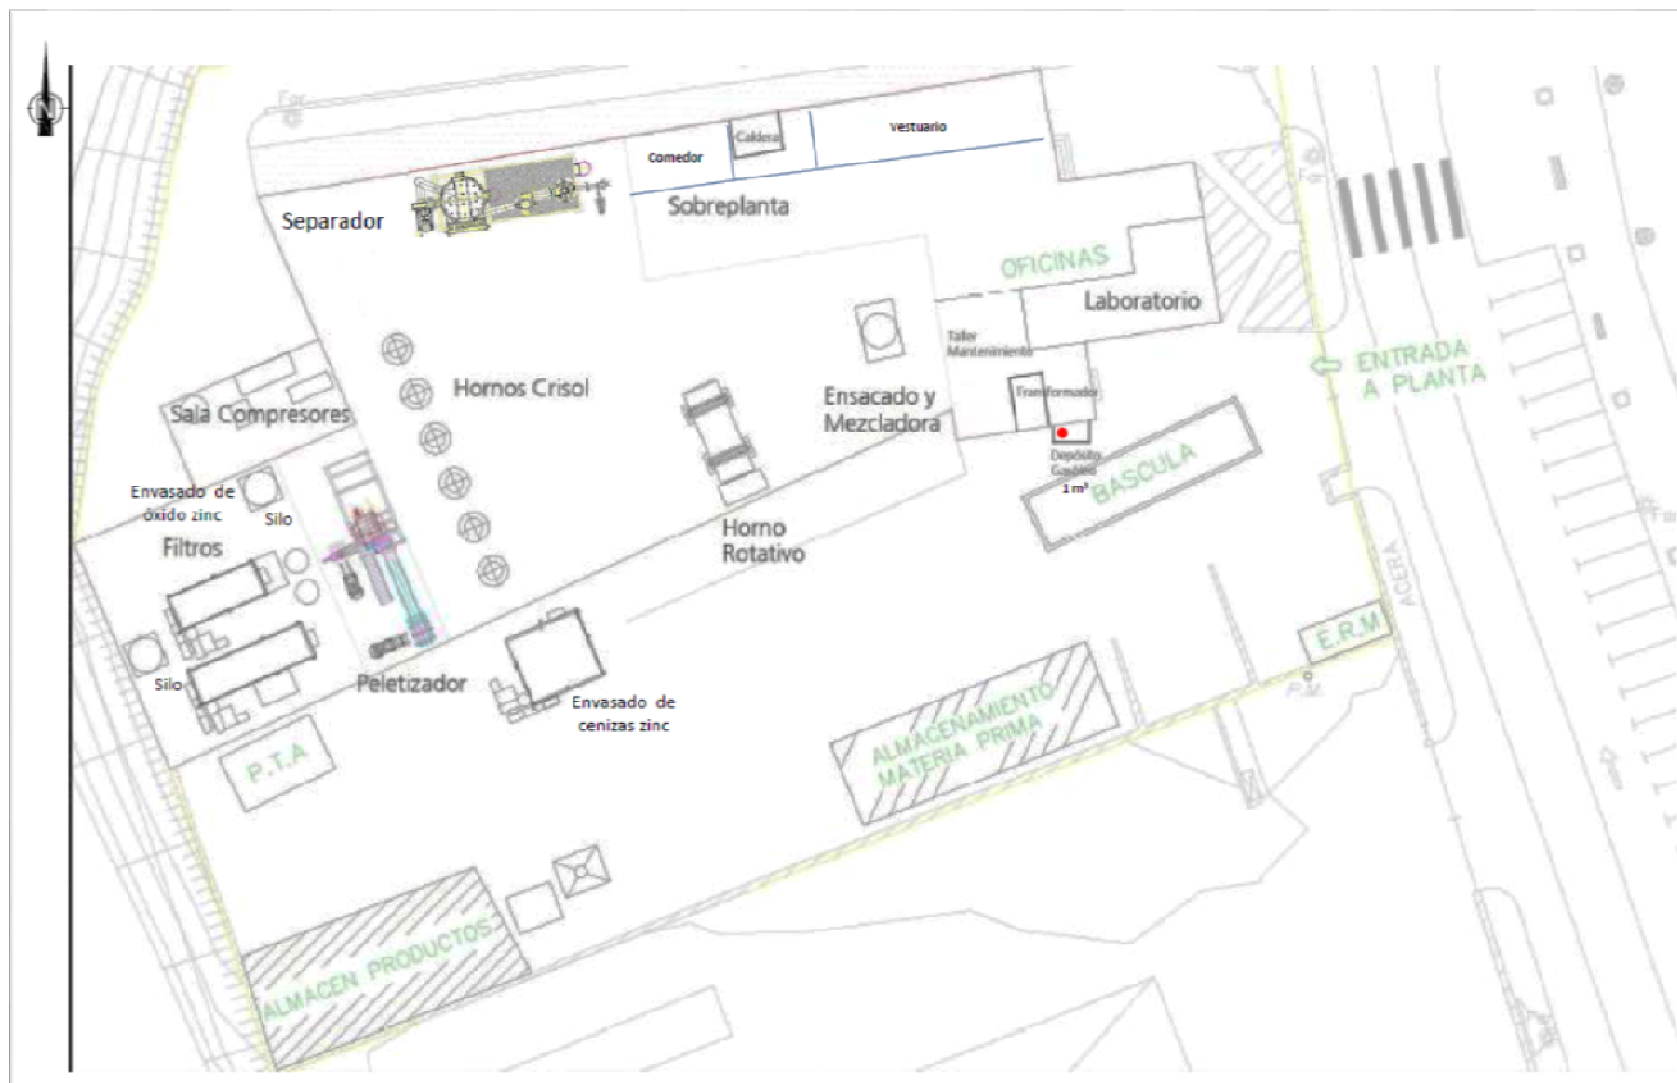 N
Far
Caldera
vestuario
Comedor
Separador
Sobreplanta
OFICINAS
Laboratorio
Taller
Mantenimiento
ENTRADA
A PLANTA
Hornos Crisol
Transformador
Sala Compresores
Ensacado y
Mezcladora
Depósito
Gasóleo
1 m³
BASCULA
Envasado de
óxido zinc
Silo
Filtros
Horno
Rotativo
ACERA
E.R.M
P.M.
Silo
Peletizador
Envasado de
cenizas zinc
ALMACENAMIENTO
MATERIA PRIMA
P.T.A
ALMACEN PRODUCTOS